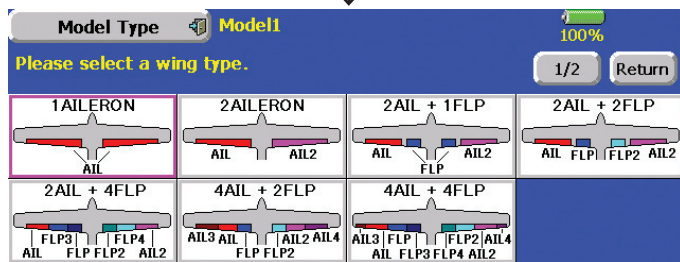 Model Type Model1 100%
Please select a wing type. 1/2 Return
1AILERON 2AILERON 2AIL + 1FLP 2AIL + 2FLP
AIL AIL AIL2 AIL FLP AIL2 AIL FLP FLP2 AIL2
2AIL + 4FLP 4AIL + 2FLP 4AIL + 4FLP
AIL FLP3 FLP FLP2 FLP4 AIL2 AIL3 AIL FLP FLP2 AIL2 AIL4 AIL3 AIL FLP FLP3 FLP4 FLP2 AIL2 AIL4